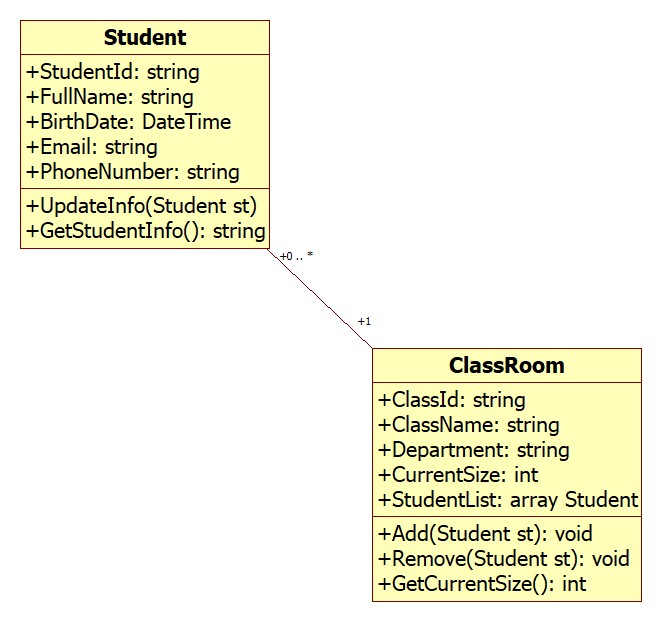 Student
+StudentId: string
+FullName: string
+BirthDate: DateTime
+Email: string
+PhoneNumber: string
+UpdateInfo(Student st)
+GetStudentInfo(): string
+0 .. *
+1
ClassRoom
+ClassId: string
+ClassName: string
+Department: string
+CurrentSize: int
+StudentList: array Student
+Add(Student st): void
+Remove(Student st): void
+GetCurrentSize(): int